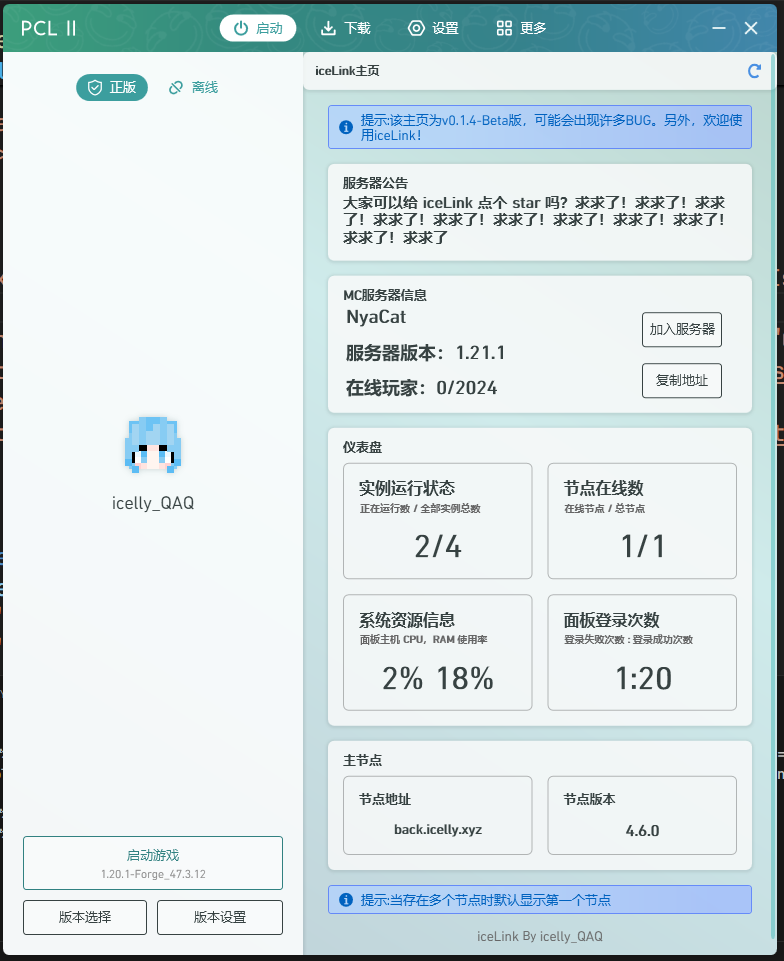 PCL II
启动
下载
设置
更多
正版
离线
icelly_QAQ
启动游戏
1.20.1-Forge_47.3.12
版本选择
版本设置
iceLink主页
提示:该主页为v0.1.4-Beta版，可能会出现许多BUG。另外，欢迎使
用iceLink！
服务器公告
大家可以给 iceLink 点个 star 吗？求求了！求求了！求求
了！求求了！求求了！求求了！求求了！求求了！求求了！
求求了！求求了
MC服务器信息
NyaCat
服务器版本：1.21.1
在线玩家：0/2024
加入服务器
复制地址
仪表盘
实例运行状态
正在运行数 / 全部实例总数
2/4
节点在线数
在线节点 / 总节点
1/1
系统资源信息
面板主机 CPU，RAM 使用率
2% 18%
面板登录次数
登录失败次数 : 登录成功次数
1:20
主节点
节点地址
back.icelly.xyz
节点版本
4.6.0
提示:当存在多个节点时默认显示第一个节点
iceLink By icelly_QAQ